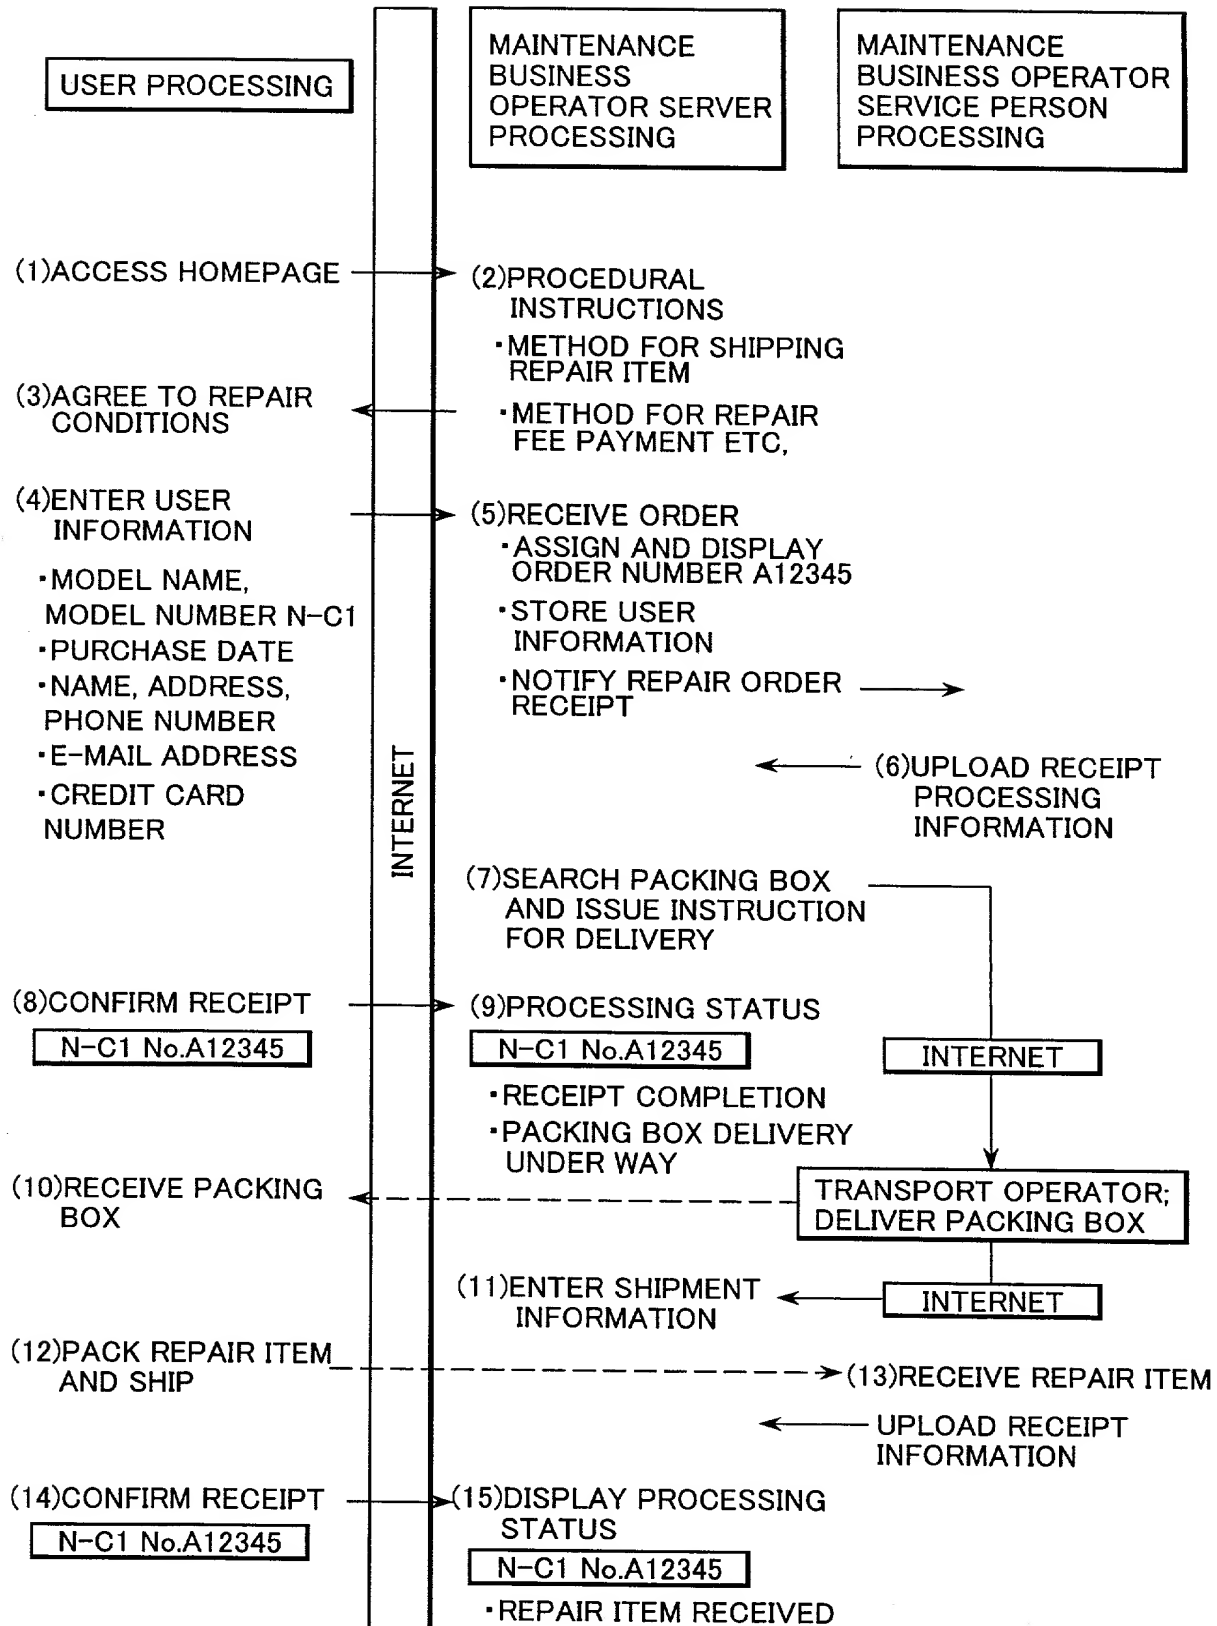 USER PROCESSING
MAINTENANCE
BUSINESS
OPERATOR SERVER
PROCESSING
MAINTENANCE
BUSINESS OPERATOR
SERVICE PERSON
PROCESSING
(1)ACCESS HOMEPAGE
(2)PROCEDURAL
INSTRUCTIONS
・METHOD FOR SHIPPING
REPAIR ITEM
(3)AGREE TO REPAIR
CONDITIONS
・METHOD FOR REPAIR
FEE PAYMENT ETC,
(4)ENTER USER
INFORMATION
・MODEL NAME,
MODEL NUMBER N-C1
・PURCHASE DATE
・NAME, ADDRESS,
PHONE NUMBER
・E-MAIL ADDRESS
・CREDIT CARD
NUMBER
(5)RECEIVE ORDER
・ASSIGN AND DISPLAY
ORDER NUMBER A12345
・STORE USER
INFORMATION
・NOTIFY REPAIR ORDER
RECEIPT
INTERNET
(6)UPLOAD RECEIPT
PROCESSING
INFORMATION
(7)SEARCH PACKING BOX
AND ISSUE INSTRUCTION
FOR DELIVERY
(8)CONFIRM RECEIPT
N-C1 No.A12345
(9)PROCESSING STATUS
N-C1 No.A12345
・RECEIPT COMPLETION
・PACKING BOX DELIVERY
UNDER WAY
INTERNET
(10)RECEIVE PACKING
BOX
TRANSPORT OPERATOR;
DELIVER PACKING BOX
(11)ENTER SHIPMENT
INFORMATION
INTERNET
(12)PACK REPAIR ITEM
AND SHIP
(13)RECEIVE REPAIR ITEM
UPLOAD RECEIPT
INFORMATION
(14)CONFIRM RECEIPT
N-C1 No.A12345
(15)DISPLAY PROCESSING
STATUS
N-C1 No.A12345
・REPAIR ITEM RECEIVED